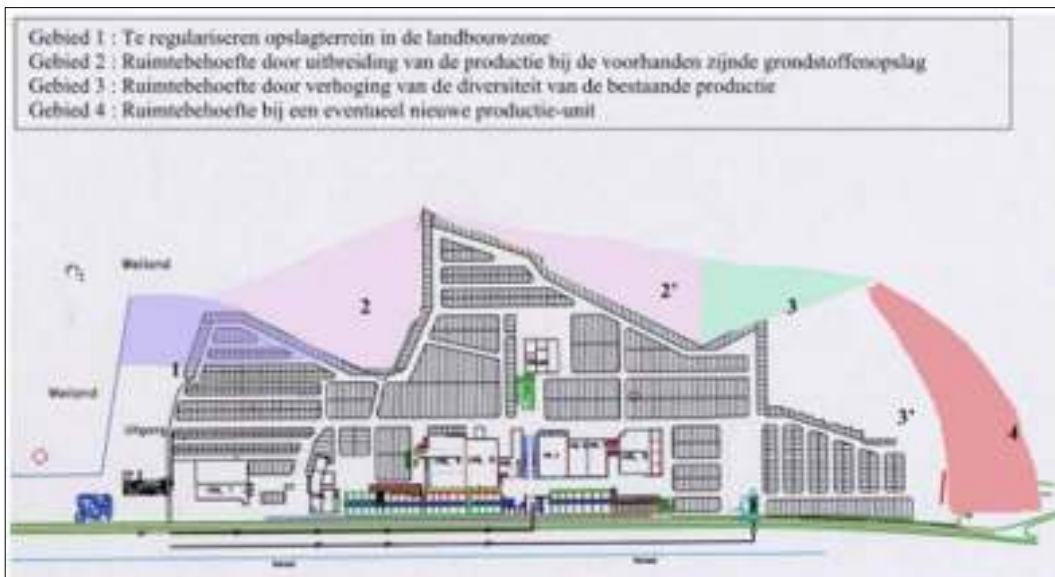 Gebied 1 : Te regulariseren opslagterrein in de landbouwzone
Gebied 2 : Ruimtebehoefte door uitbreiding van de productie bij de voorhanden zijnde grondstoffenopslag
Gebied 3 : Ruimtebehoefte door verhoging van de diversiteit van de bestaande productie
Gebied 4 : Ruimtebehoefte bij een eventueel nieuwe productie-unit
Weiland
2
2'
3
1
Weiland
3'
4
Uitgang